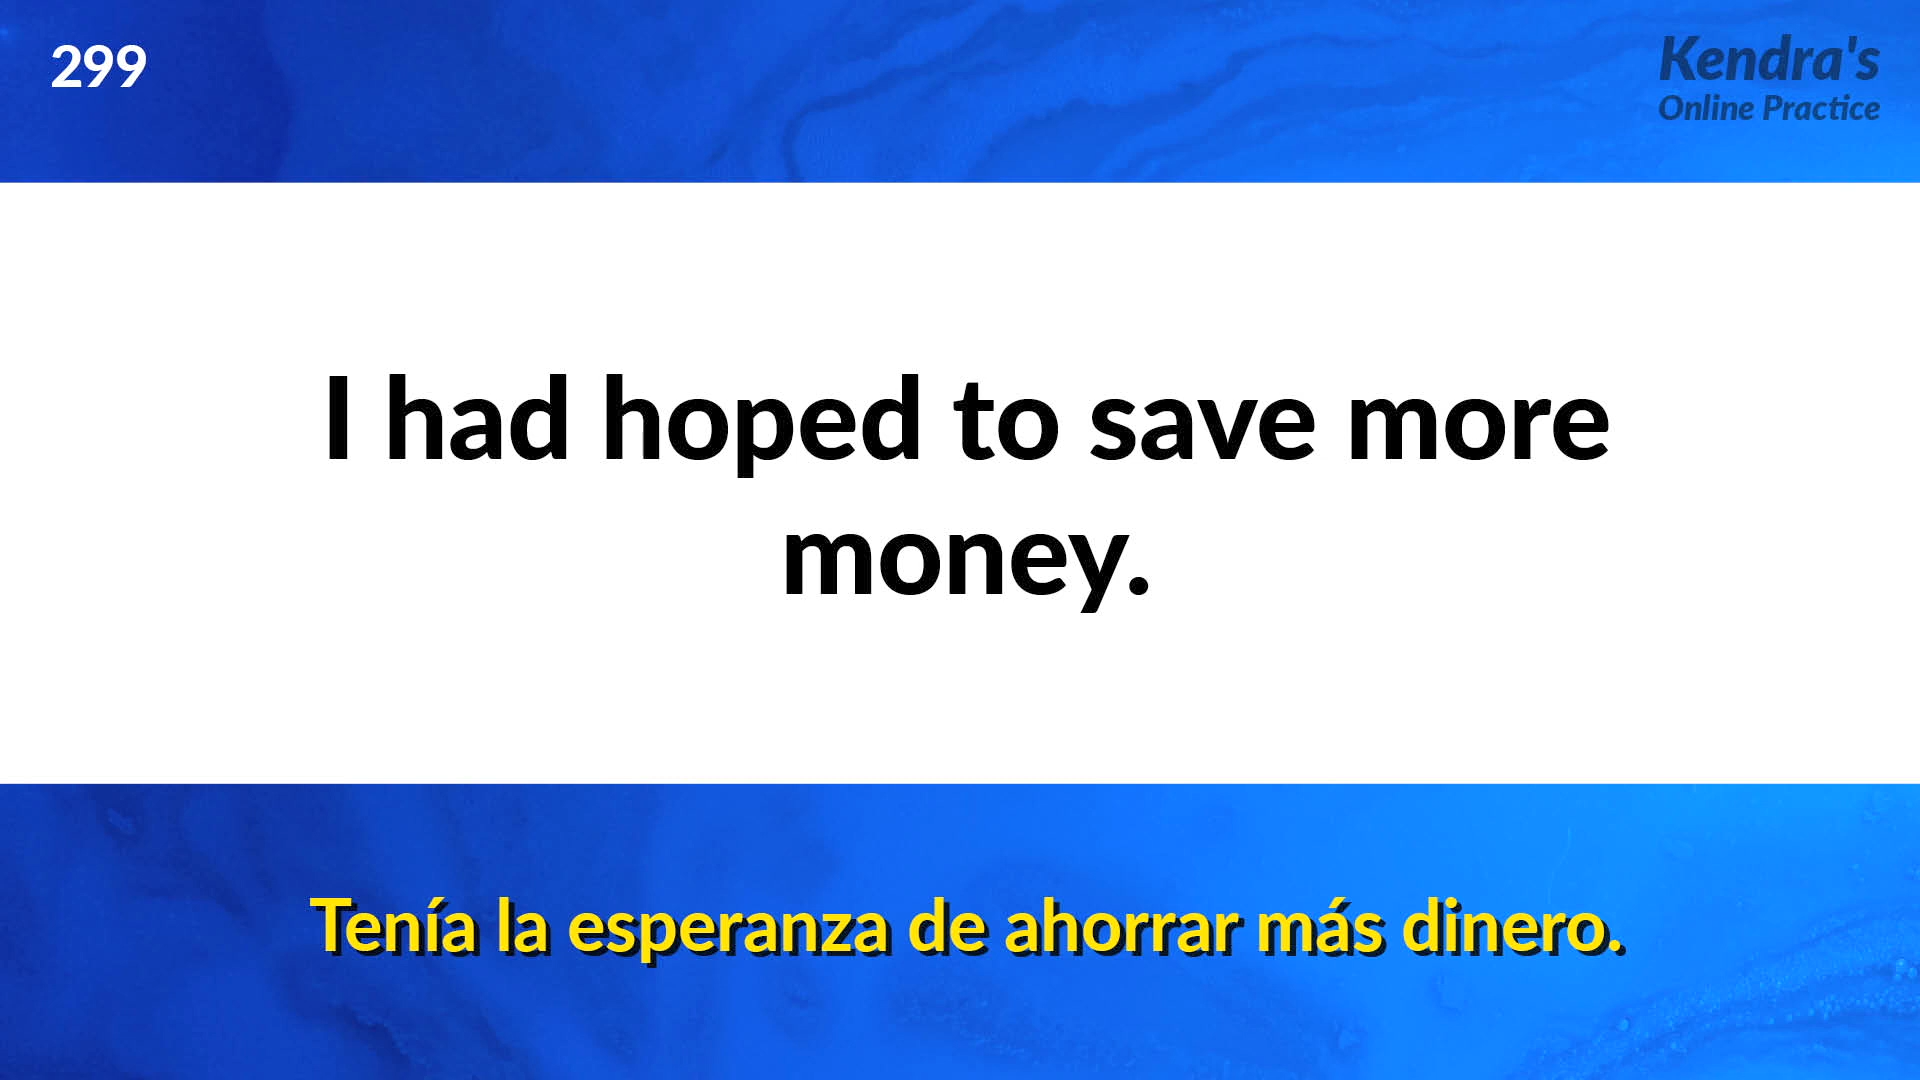 299
Kendra's
Online Practice
I had hoped to save more
money.
Tenía la esperanza de ahorrar más dinero.